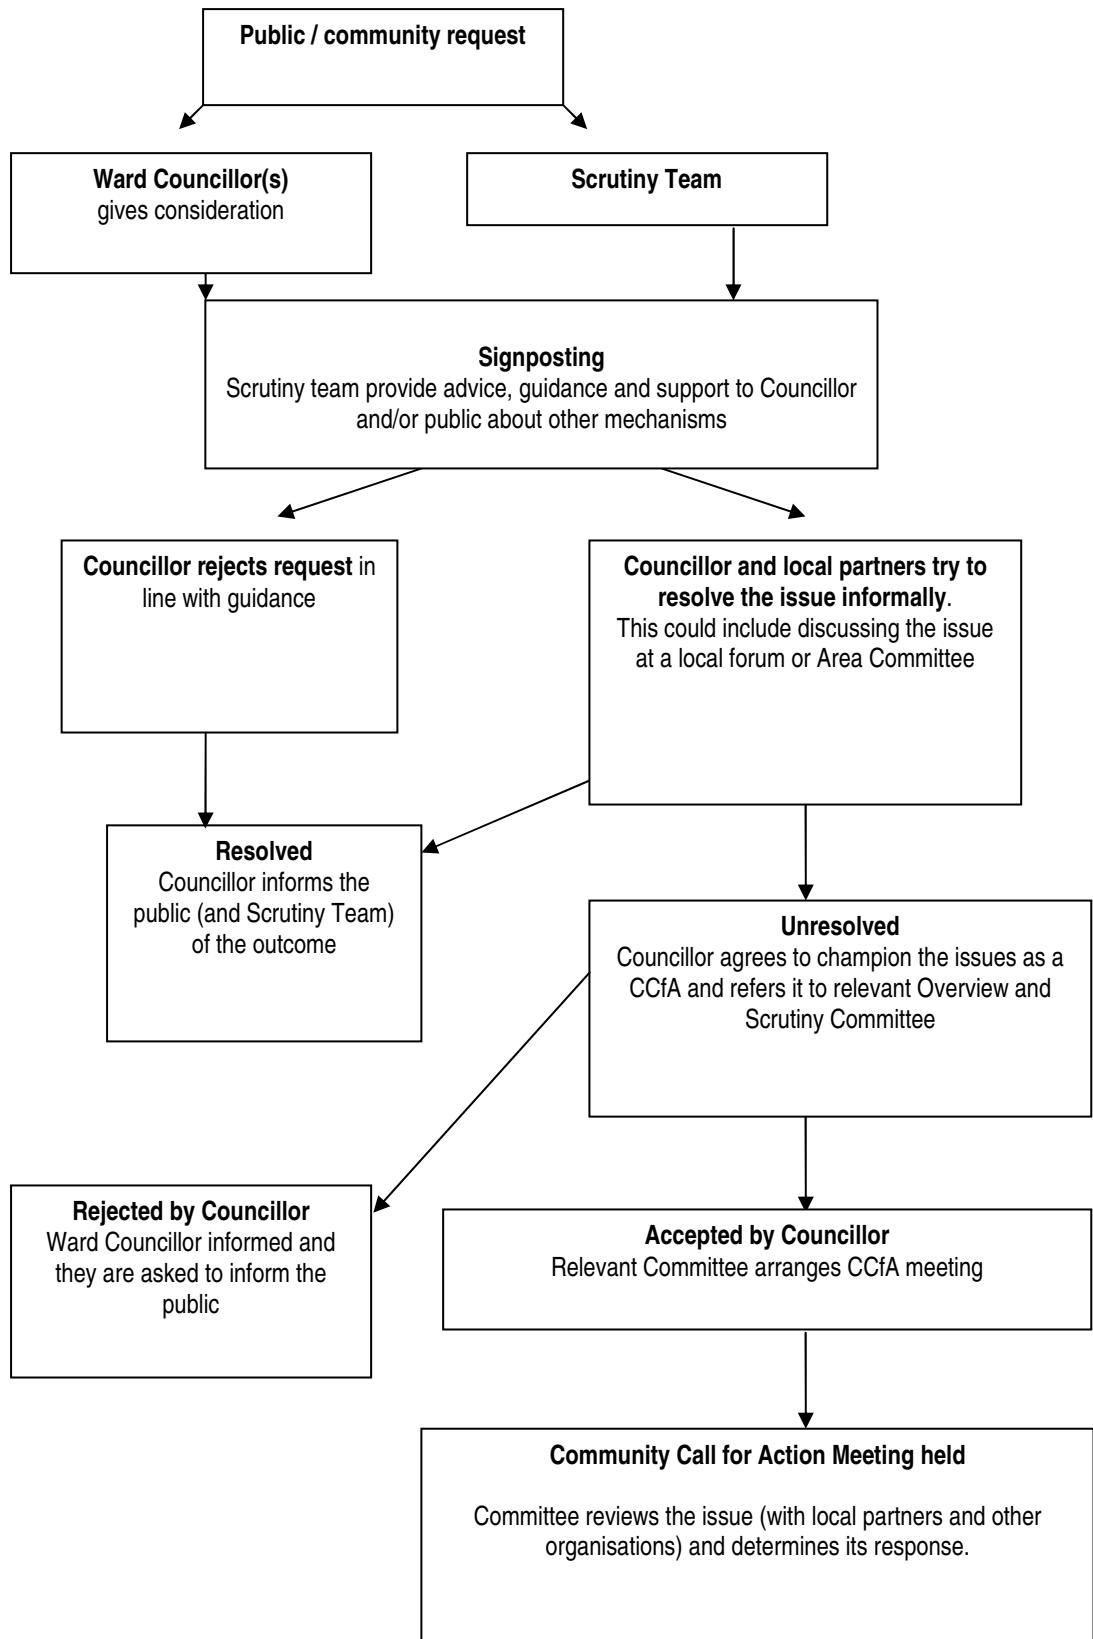 Public / community request
Ward Councillor(s)
gives consideration
Scrutiny Team
Signposting
Scrutiny team provide advice, guidance and support to Councillor
and/or public about other mechanisms
Councillor rejects request in
line with guidance
Councillor and local partners try to
resolve the issue informally.
This could include discussing the issue
at a local forum or Area Committee
Resolved
Councillor informs the
public (and Scrutiny Team)
of the outcome
Unresolved
Councillor agrees to champion the issues as a
CCfA and refers it to relevant Overview and
Scrutiny Committee
Rejected by Councillor
Ward Councillor informed and
they are asked to inform the
public
Accepted by Councillor
Relevant Committee arranges CCfA meeting
Community Call for Action Meeting held
Committee reviews the issue (with local partners and other
organisations) and determines its response.